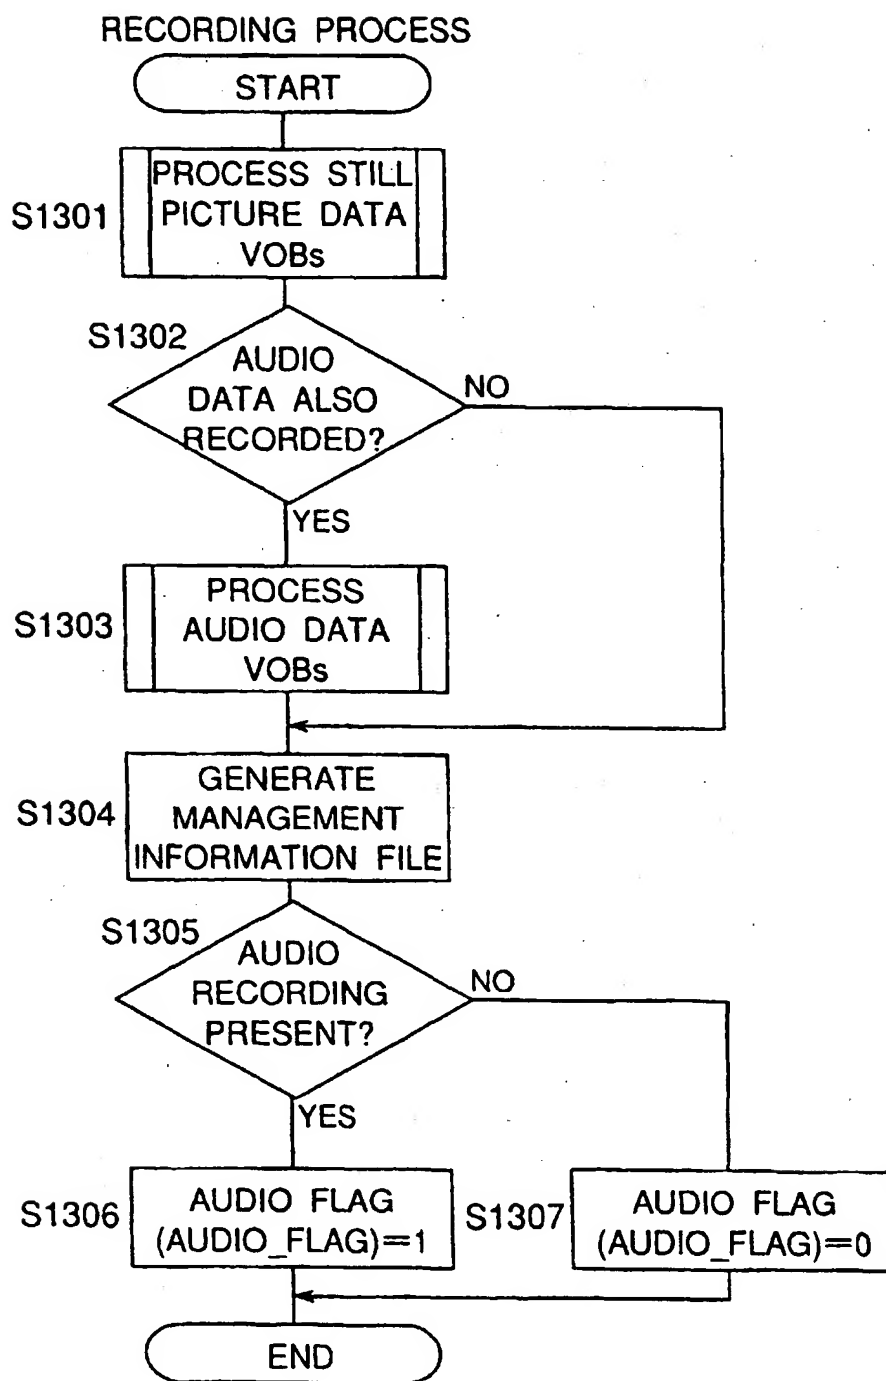 RECORDING PROCESS
START
S1301
PROCESS STILL
PICTURE DATA
VOBs
S1302
AUDIO
DATA ALSO
RECORDED?
NO
YES
S1303
PROCESS
AUDIO DATA
VOBs
S1304
GENERATE
MANAGEMENT
INFORMATION FILE
S1305
AUDIO
RECORDING
PRESENT?
NO
YES
S1306
AUDIO FLAG
(AUDIO_FLAG)=1
S1307
AUDIO FLAG
(AUDIO_FLAG)=0
END